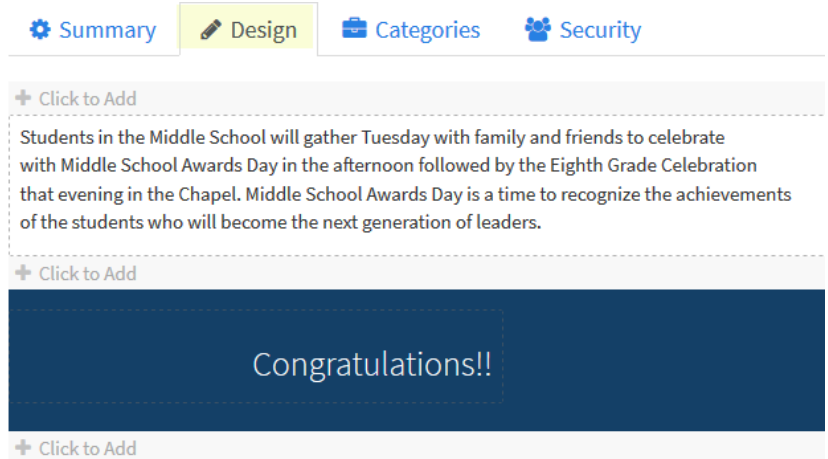 Summary Design Categories Security
Click to Add
Students in the Middle School will gather Tuesday with family and friends to celebrate
with Middle School Awards Day in the afternoon followed by the Eighth Grade Celebration
that evening in the Chapel. Middle School Awards Day is a time to recognize the achievements
of the students who will become the next generation of leaders.
Click to Add
Congratulations!!
Click to Add